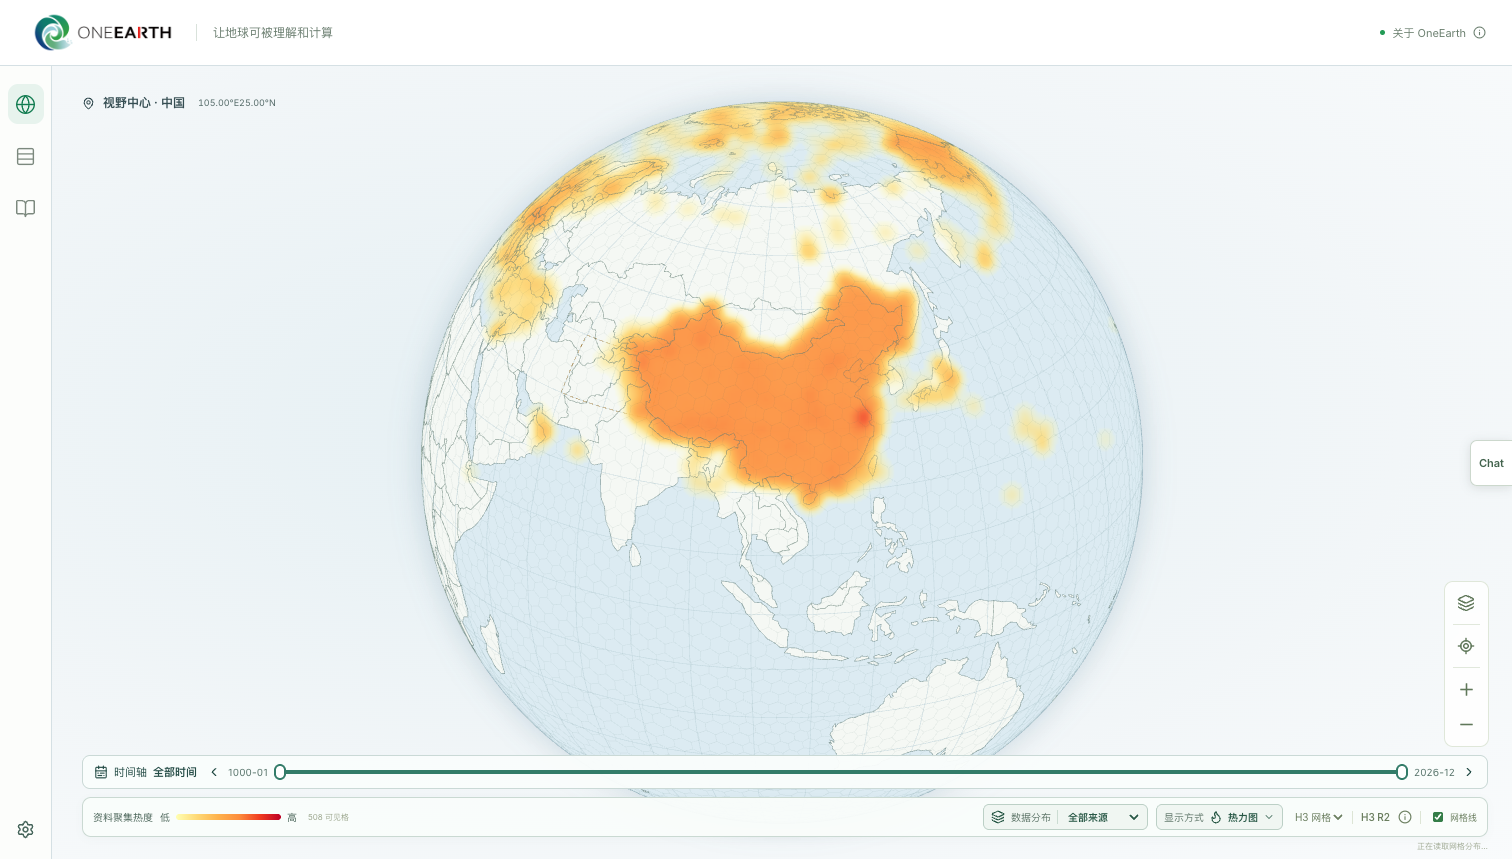 ONEEARTH 让地球可被理解和计算 关于 OneEarth
视野中心 · 中国 105.00°E25.00°N
Chat
时间轴 全部时间 1000-01 2026-12
资料聚集热度 低 高 508 可见格 数据分布 全部来源 显示方式 热力图 H3 网格 H3 R2 网格线
正在读取网格分布...